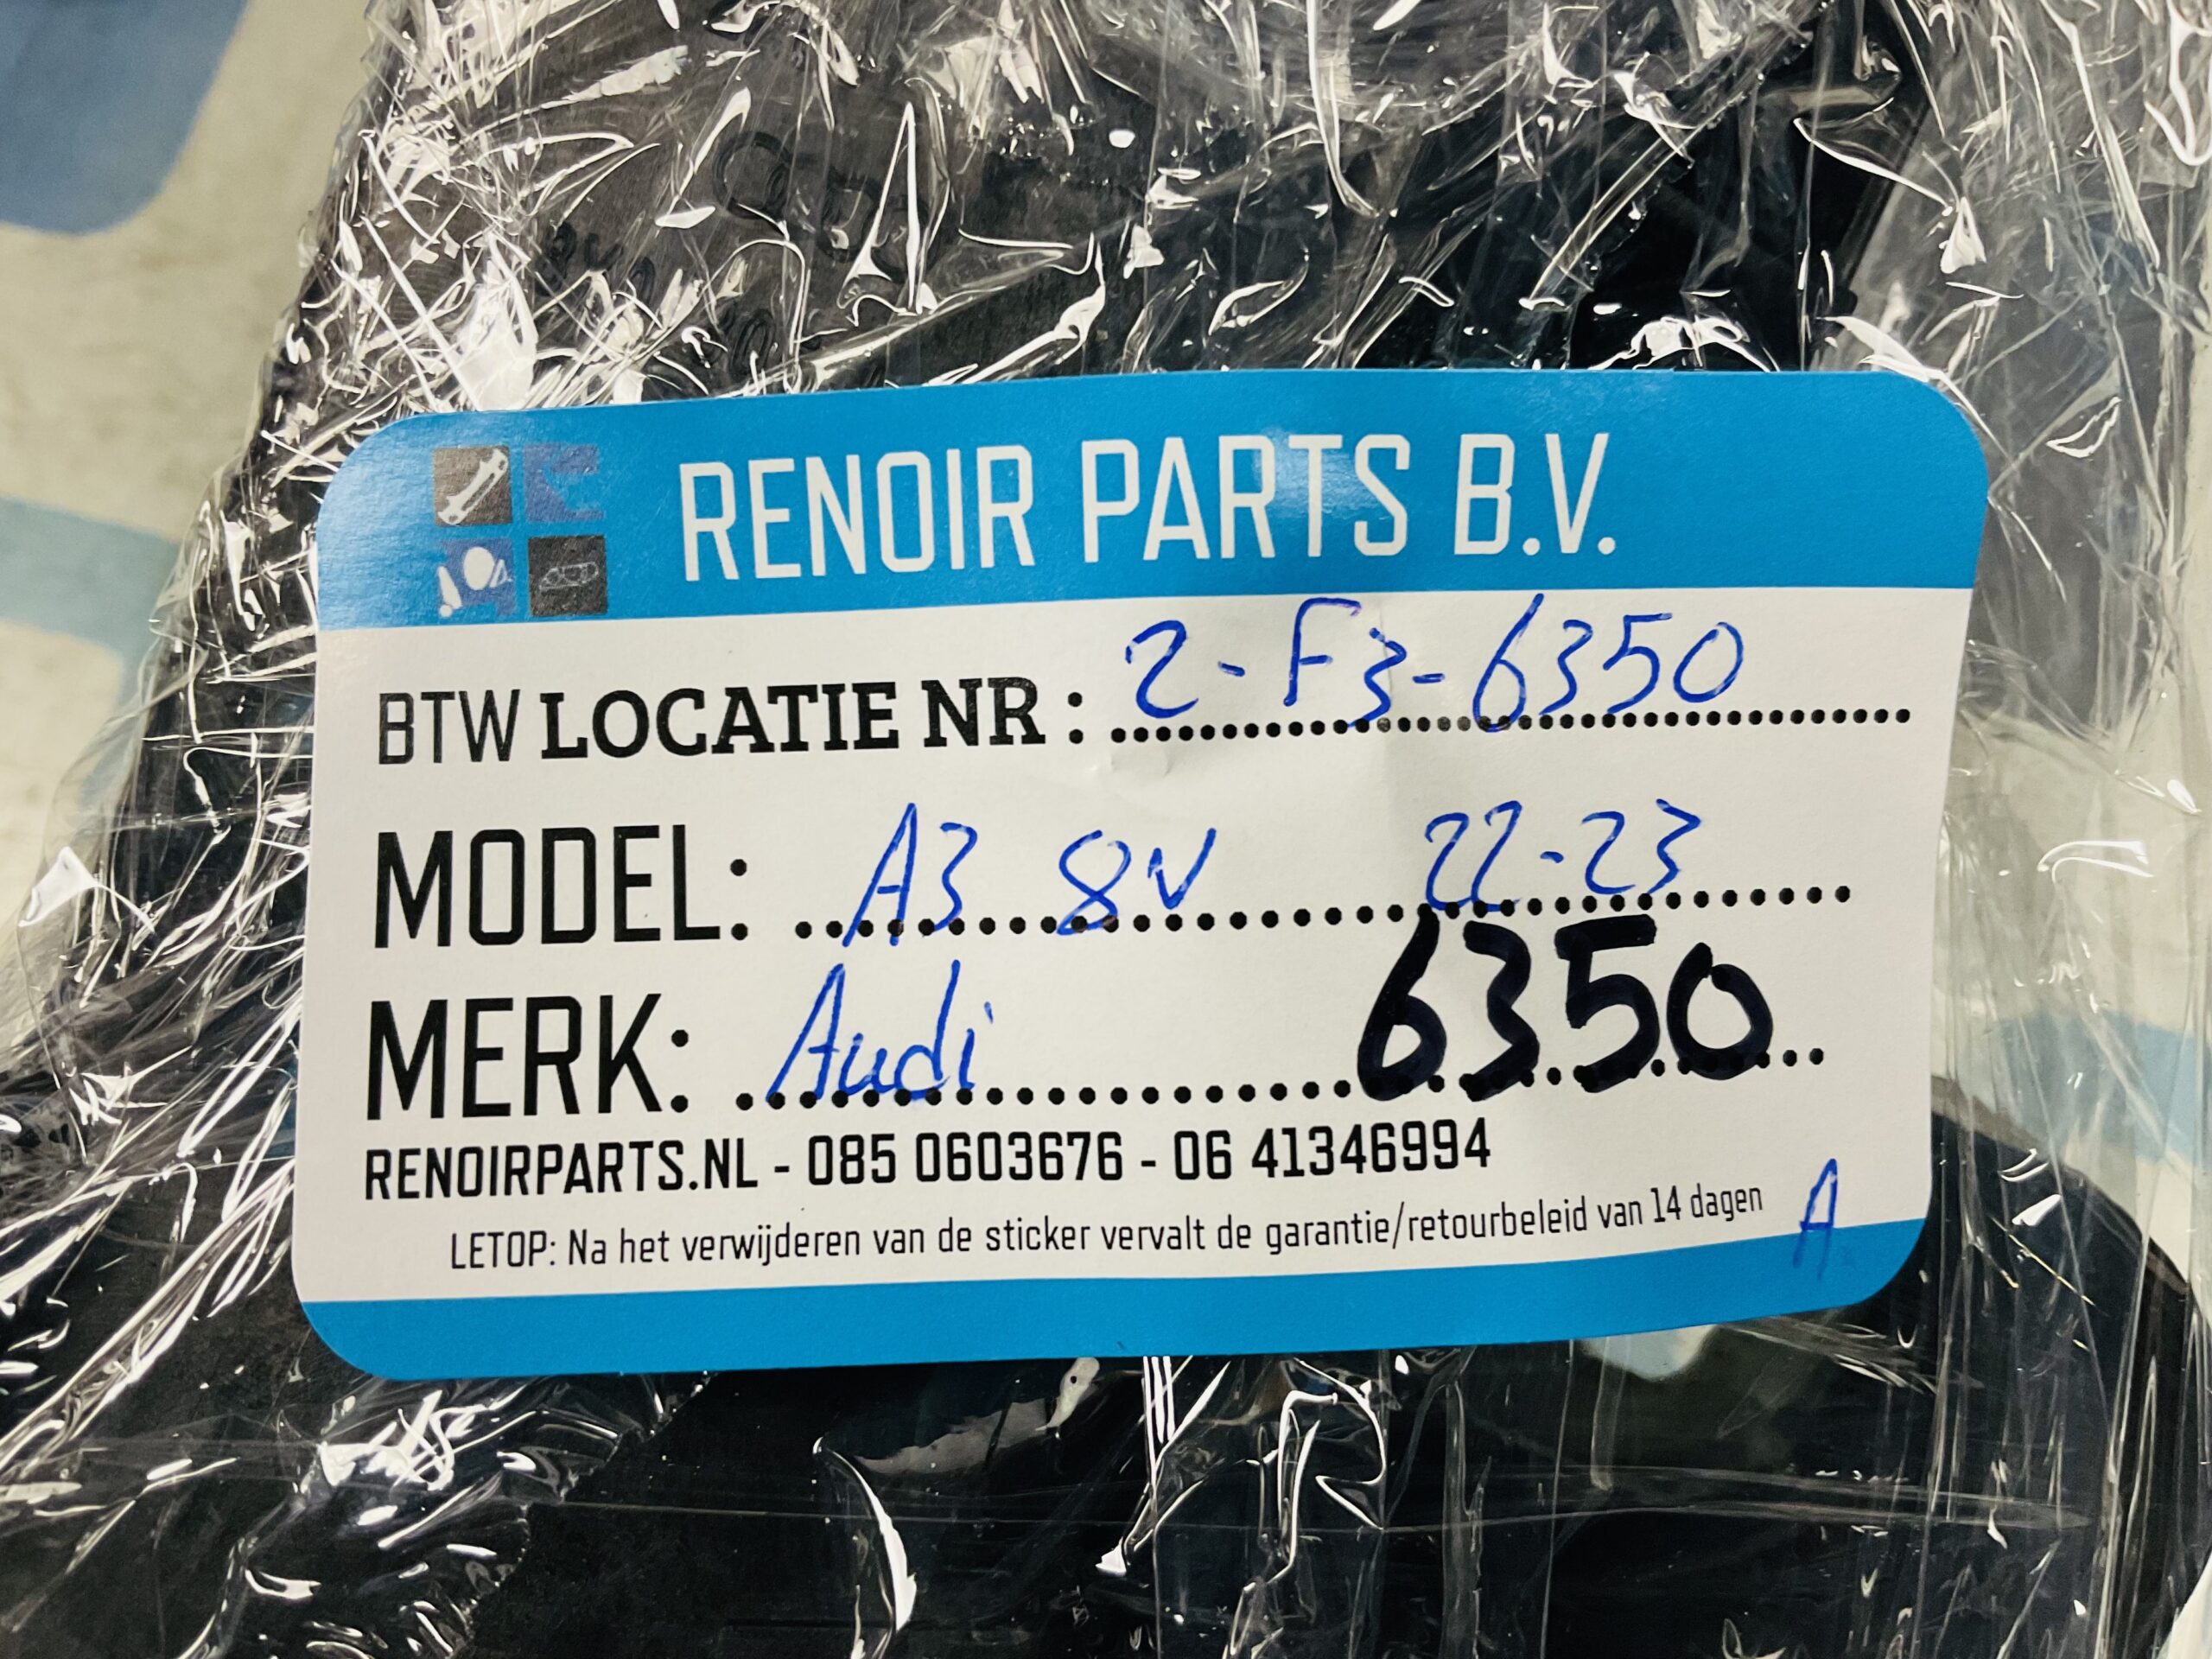 RENOIR PARTS B.V.
BTW LOCATIE NR : 2-F3-6350
MODEL: A3 8V 22-23
MERK: Audi 6350
RENOIRPARTS.NL - 085 0603676 - 06 41346994
LETOP: Na het verwijderen van de sticker vervalt de garantie/retourbeleid van 14 dagen
A